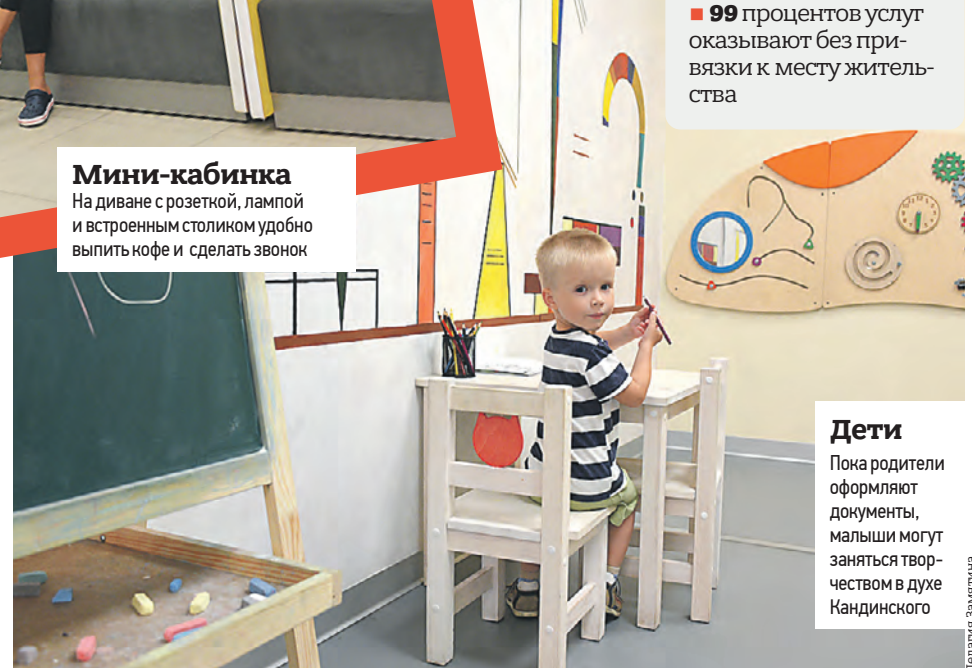 ■ 99 процентов услуг
оказывают без при-
вязки к месту житель-
ства
Мини-кабинка
На диване с розеткой, лампой
и встроенным столиком удобно
выпить кофе и сделать звонок
Дети
Пока родители
оформляют
документы,
малыши могут
заняться твор-
чеством в духе
Кандинского
Замятина